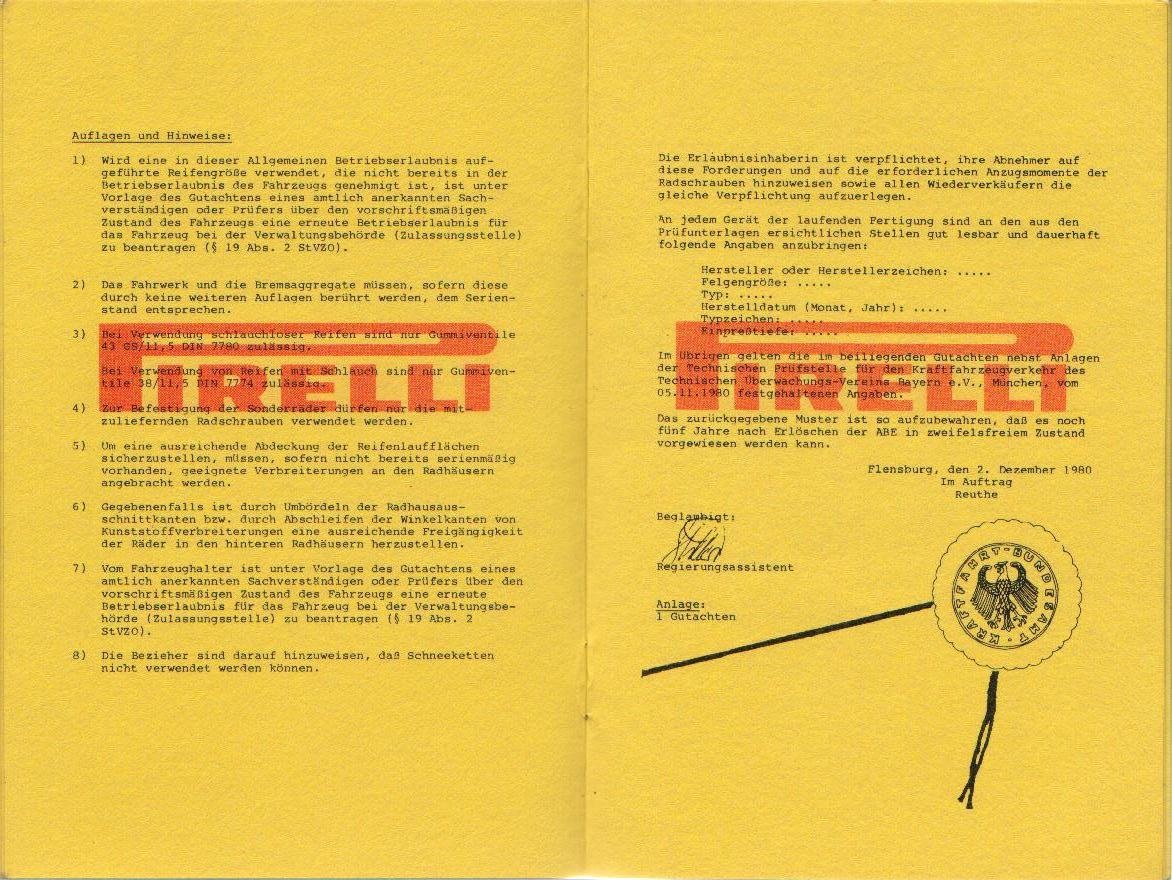 Auflagen und Hinweise:
1) Wird eine in dieser Allgemeinen Betriebserlaubnis auf-
geführte Reifengröße verwendet, die nicht bereits in der
Betriebserlaubnis des Fahrzeugs genehmigt ist, ist unter
Vorlage des Gutachtens eines amtlich anerkannten Sach-
verständigen oder Prüfers über den vorschriftsmäßigen
Zustand des Fahrzeugs eine erneute Betriebserlaubnis für
das Fahrzeug bei der Verwaltungsbehörde (Zulassungsstelle)
zu beantragen (§ 19 Abs. 2 StVZO).
2) Das Fahrwerk und die Bremsaggregate müssen, sofern diese
durch keine weiteren Auflagen berührt werden, dem Serien-
stand entsprechen.
3) Bei Verwendung schlauchloser Reifen sind nur Gummiventile
43 GS/11,5 DIN 7780 zulässig.
Bei Verwendung von Reifen mit Schlauch sind nur Gummiven-
tile 38/11,5 DIN 7774 zulässig.
PIRELLI
4) Zur Befestigung der Sonderräder dürfen nur die mit-
zuliefernden Radschrauben verwendet werden.
5) Um eine ausreichende Abdeckung der Reifenlaufflächen
sicherzustellen, müssen, sofern nicht bereits serienmäßig
vorhanden, geeignete Verbreiterungen an den Radhäusern
angebracht werden.
6) Gegebenenfalls ist durch Umbördeln der Radhausaus-
schnittkanten bzw. durch Abschleifen der Winkelkanten von
Kunststoffverbreiterungen eine ausreichende Freigängigkeit
der Räder in den hinteren Radhäusern herzustellen.
7) Vom Fahrzeughalter ist unter Vorlage des Gutachtens eines
amtlich anerkannten Sachverständigen oder Prüfers über den
vorschriftsmäßigen Zustand des Fahrzeugs eine erneute
Betriebserlaubnis für das Fahrzeug bei der Verwaltungsbe-
hörde (Zulassungsstelle) zu beantragen (§ 19 Abs. 2
StVZO).
8) Die Bezieher sind darauf hinzuweisen, daß Schneeketten
nicht verwendet werden können.
Die Erlaubnisinhaberin ist verpflichtet, ihre Abnehmer auf
diese Forderungen und auf die erforderlichen Anzugsmomente der
Radschrauben hinzuweisen sowie allen Wiederverkäufern die
gleiche Verpflichtung aufzuerlegen.
An jedem Gerät der laufenden Fertigung sind an den aus den
Prüfunterlagen ersichtlichen Stellen gut lesbar und dauerhaft
folgende Angaben anzubringen:
Hersteller oder Herstellerzeichen: .....
Felgengröße: .....
Typ: .....
Herstelldatum (Monat, Jahr): .....
Typzeichen: .....
Einpreßtiefe: .....
PIRELLI
Im Übrigen gelten die im beiliegenden Gutachten nebst Anlagen
der Technischen Prüfstelle für den Kraftfahrzeugverkehr des
Technischen Überwachungs-Vereins Bayern e.V., München, vom
05.11.1980 festgehaltenen Angaben.
Das zurückgegebene Muster ist so aufzubewahren, daß es noch
fünf Jahre nach Erlöschen der ABE in zweifelsfreiem Zustand
vorgewiesen werden kann.
Flensburg, den 2. Dezember 1980
Im Auftrag
Reuthe
Beglaubigt:
Regierungsassistent
Anlage:
1 Gutachten
KRAFTFAHRT-BUNDESAMT